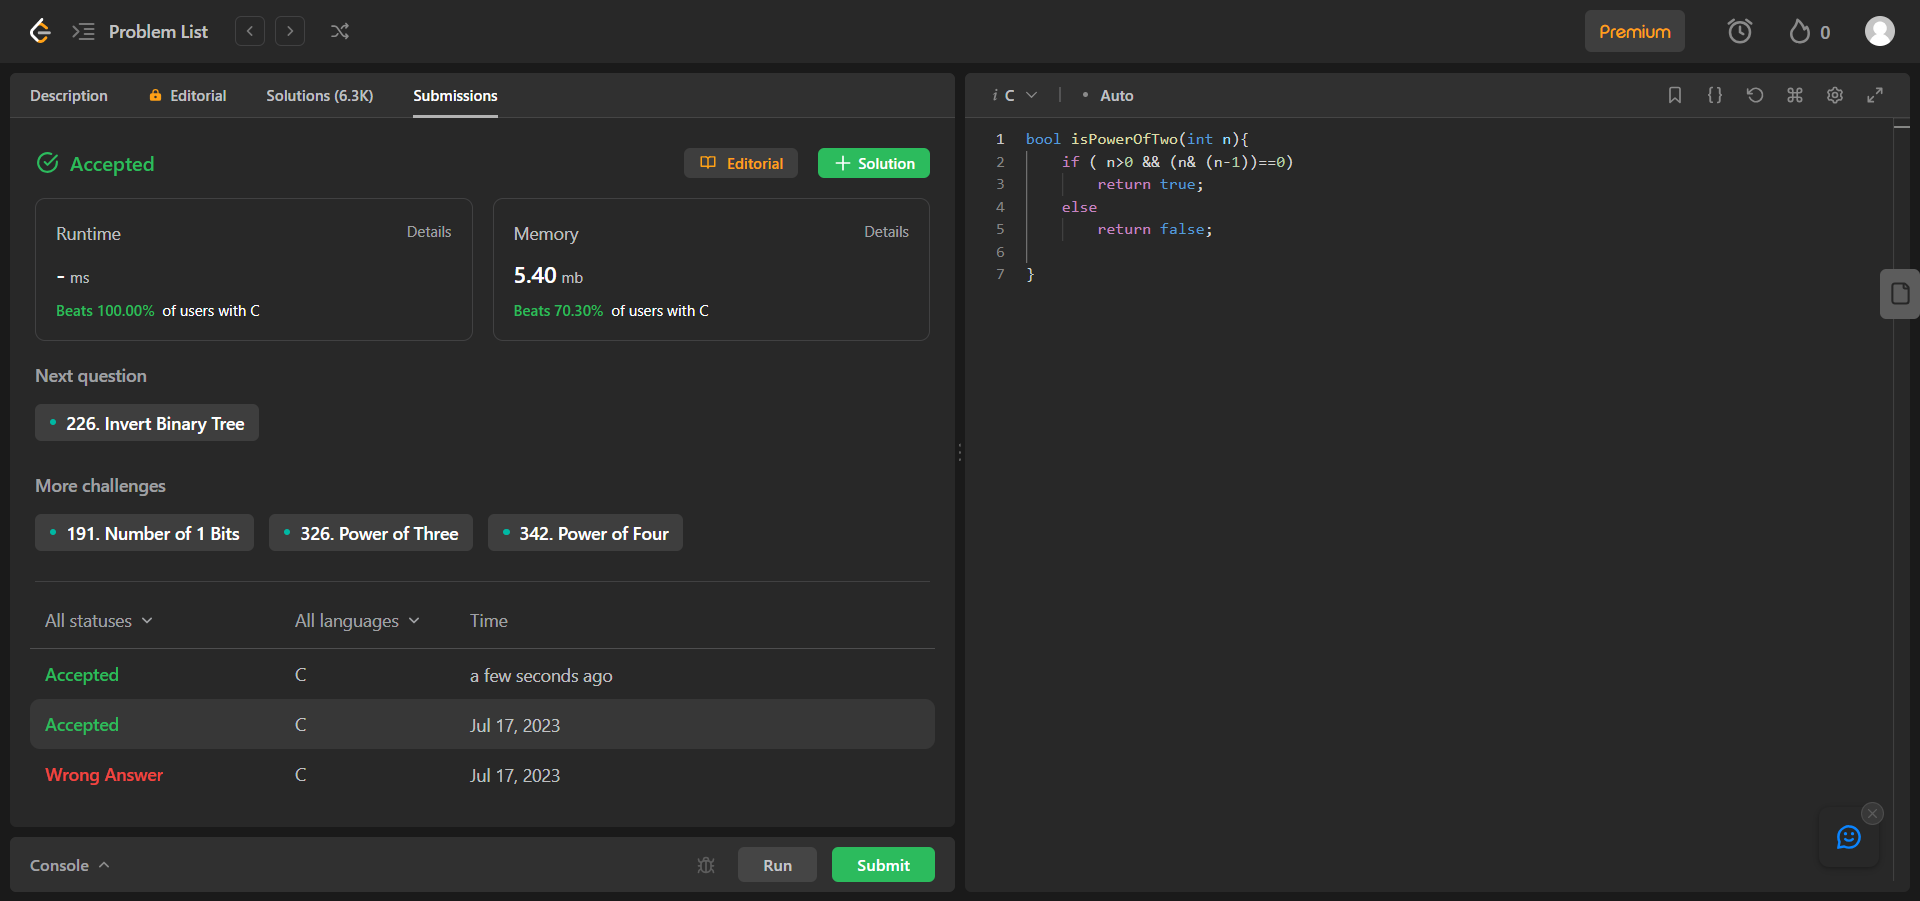 Problem List
Premium
0
Description
Editorial
Solutions (6.3K)
Submissions
Accepted
Editorial
Solution
Runtime
Details
- ms
Beats 100.00% of users with C
Memory
Details
5.40 mb
Beats 70.30% of users with C
Next question
226. Invert Binary Tree
More challenges
191. Number of 1 Bits
326. Power of Three
342. Power of Four
All statuses
All languages
Time
Accepted C a few seconds ago
Accepted C Jul 17, 2023
Wrong Answer C Jul 17, 2023
Console
Run
Submit
i C
Auto
1 bool isPowerOfTwo(int n){
2 if ( n>0 && (n& (n-1))==0)
3 return true;
4 else
5 return false;
6
7 }